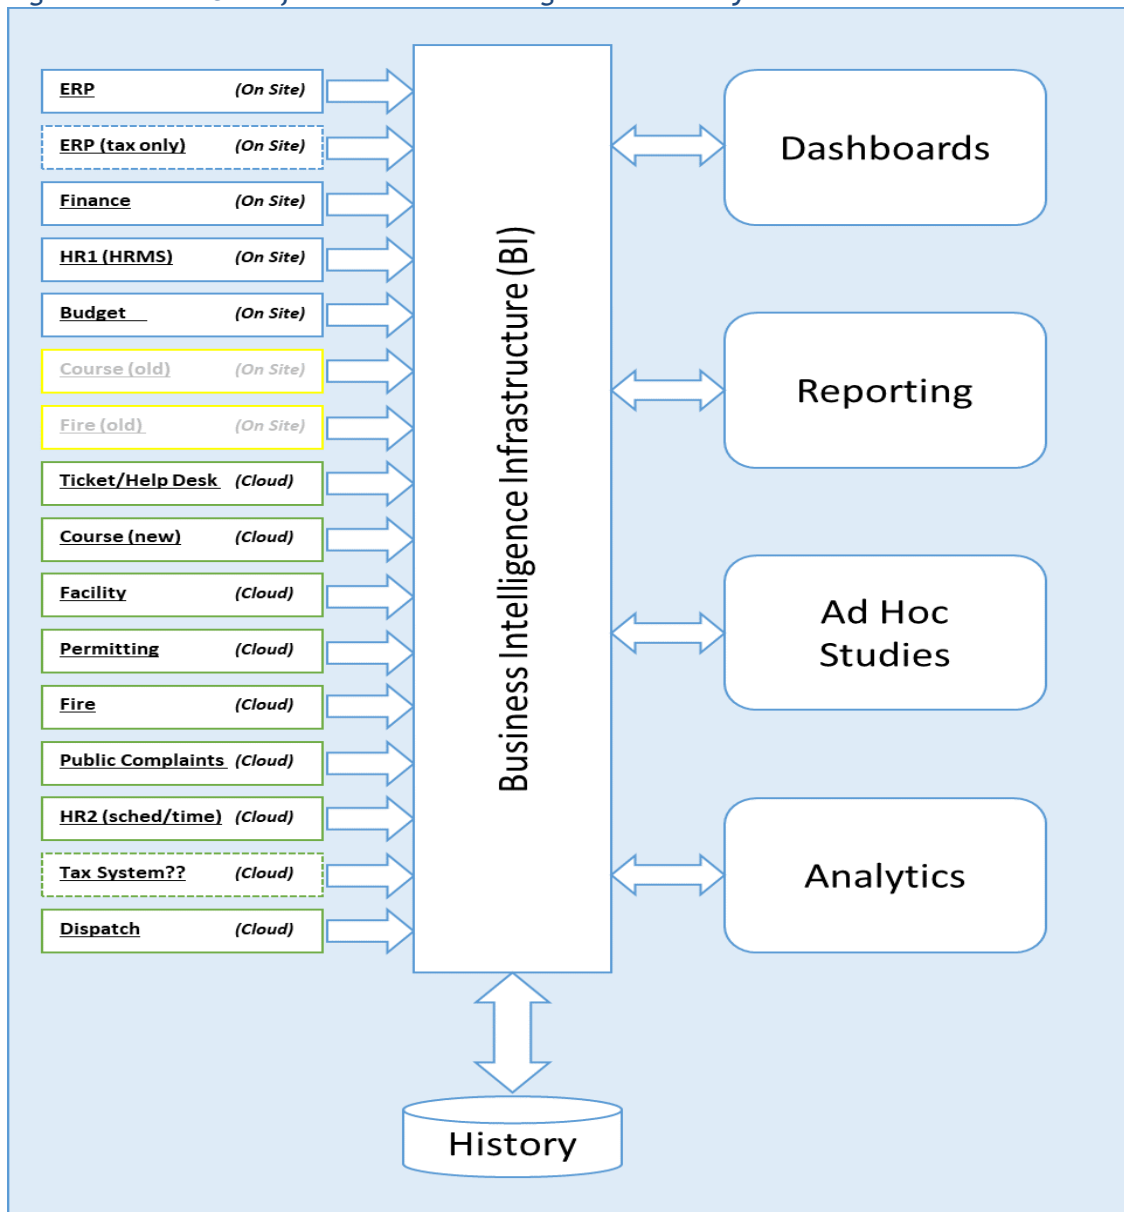 ERP (On Site)
ERP (tax only) (On Site)
Finance (On Site)
HR1 (HRMS) (On Site)
Budget (On Site)
Course (old) (On Site)
Fire (old) (On Site)
Ticket/Help Desk (Cloud)
Course (new) (Cloud)
Facility (Cloud)
Permitting (Cloud)
Fire (Cloud)
Public Complaints (Cloud)
HR2 (sched/time) (Cloud)
Tax System?? (Cloud)
Dispatch (Cloud)
Business Intelligence Infrastructure (BI)
Dashboards
Reporting
Ad Hoc
Studies
Analytics
History